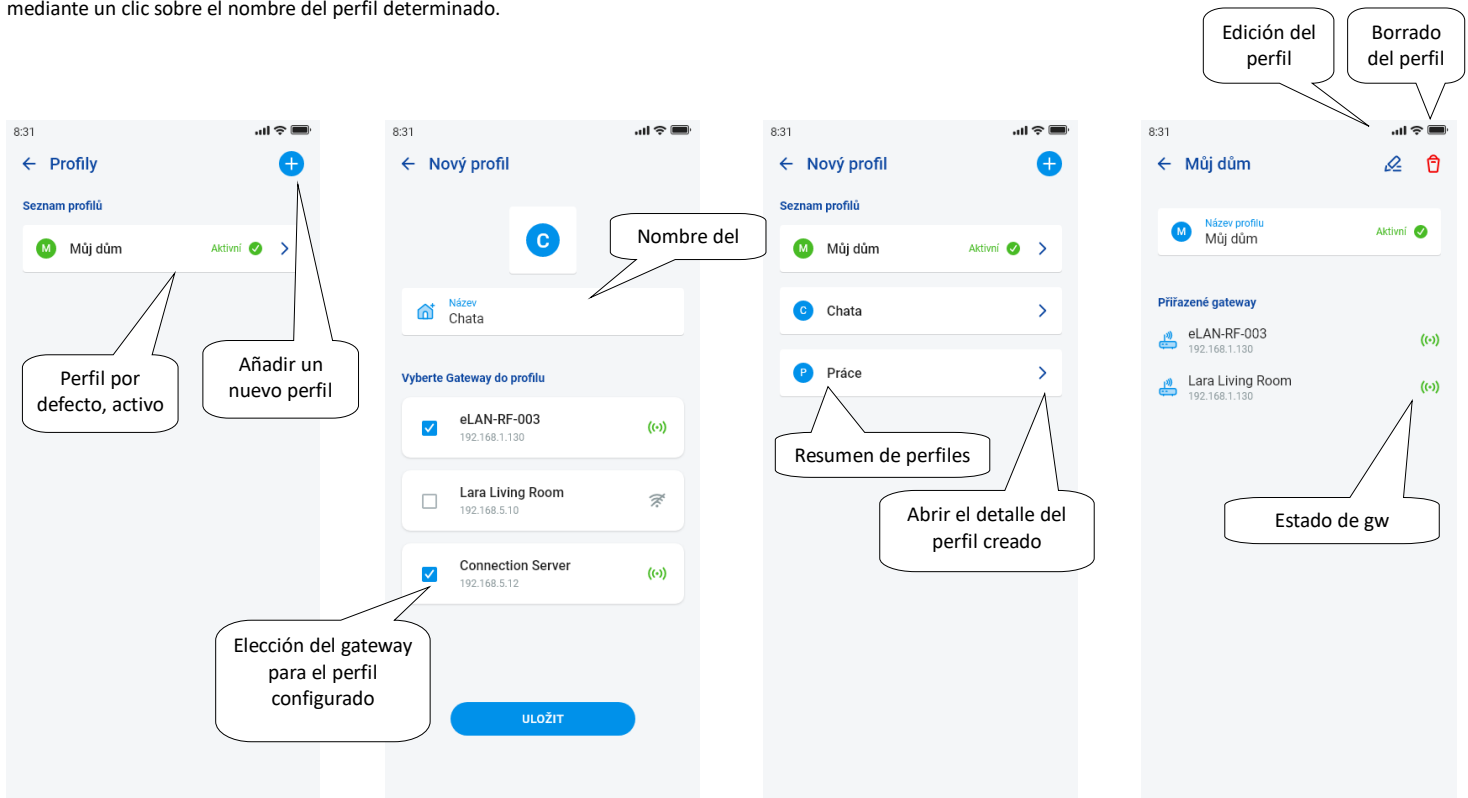 mediante un clic sobre el nombre del perfil determinado.
Edición del
perfil
Borrado
del perfil
8:31
Profily
Seznam profilů
M
Můj dům
Aktivní
Perfil por
defecto, activo
Añadir un
nuevo perfil
8:31
Nový profil
C
Nombre del
Název
Chata
Vyberte Gateway do profilu
eLAN-RF-003
192.168.1.130
Lara Living Room
192.168.5.10
Connection Server
192.168.5.12
Elección del gateway
para el perfil
configurado
ULOŽIT
8:31
Nový profil
Seznam profilů
M
Můj dům
Aktivní
C
Chata
P
Práce
Resumen de perfiles
Abrir el detalle del
perfil creado
8:31
Můj dům
M
Název profilu
Můj dům
Aktivní
Přiřazené gateway
eLAN-RF-003
192.168.1.130
Lara Living Room
192.168.1.130
Estado de gw